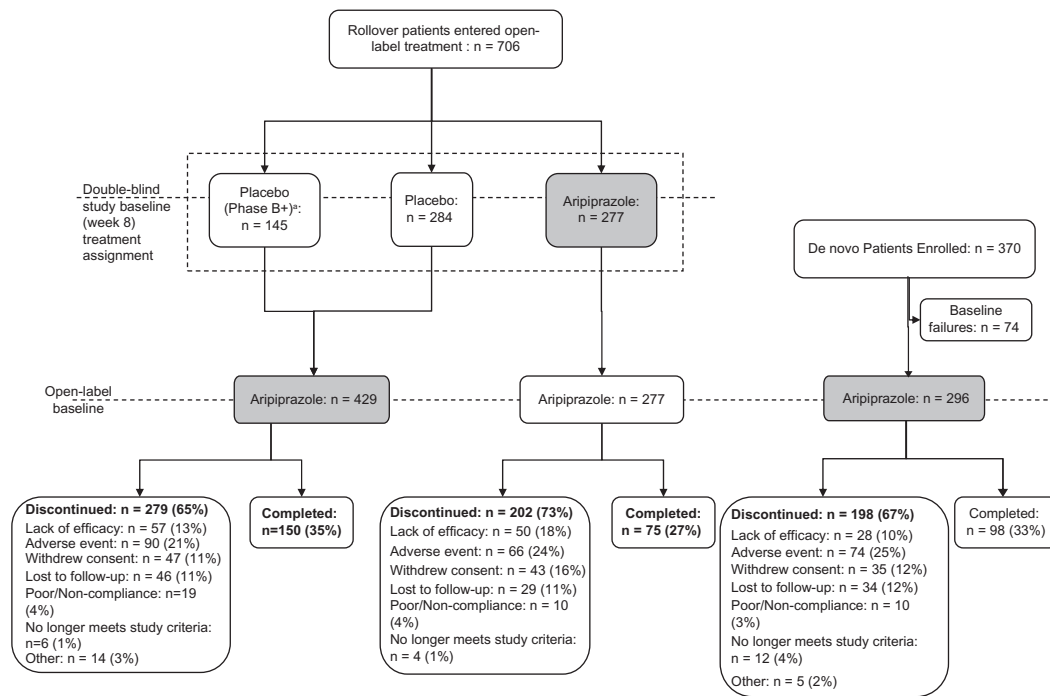 Rollover patients entered open-
label treatment : n = 706
Double-blind
study baseline
(week 8)
treatment
assignment
Placebo
(Phase B+)ᵃ:
n = 145
Placebo:
n = 284
Aripiprazole:
n = 277
De novo Patients Enrolled: n = 370
Baseline
failures: n = 74
Open-label
baseline
Aripiprazole: n = 429
Aripiprazole: n = 277
Aripiprazole: n = 296
Discontinued: n = 279 (65%)
Lack of efficacy: n = 57 (13%)
Adverse event: n = 90 (21%)
Withdrew consent: n = 47 (11%)
Lost to follow-up: n = 46 (11%)
Poor/Non-compliance: n=19
(4%)
No longer meets study criteria:
n=6 (1%)
Other: n = 14 (3%)
Completed:
n=150 (35%)
Discontinued: n = 202 (73%)
Lack of efficacy: n = 50 (18%)
Adverse event: n = 66 (24%)
Withdrew consent: n = 43 (16%)
Lost to follow-up: n = 29 (11%)
Poor/Non-compliance: n = 10
(4%)
No longer meets study criteria:
n = 4 (1%)
Completed:
n = 75 (27%)
Discontinued: n = 198 (67%)
Lack of efficacy: n = 28 (10%)
Adverse event: n = 74 (25%)
Withdrew consent: n = 35 (12%)
Lost to follow-up: n = 34 (12%)
Poor/Non-compliance: n = 10
(3%)
No longer meets study criteria:
n = 12 (4%)
Other: n = 5 (2%)
Completed:
n = 98 (33%)